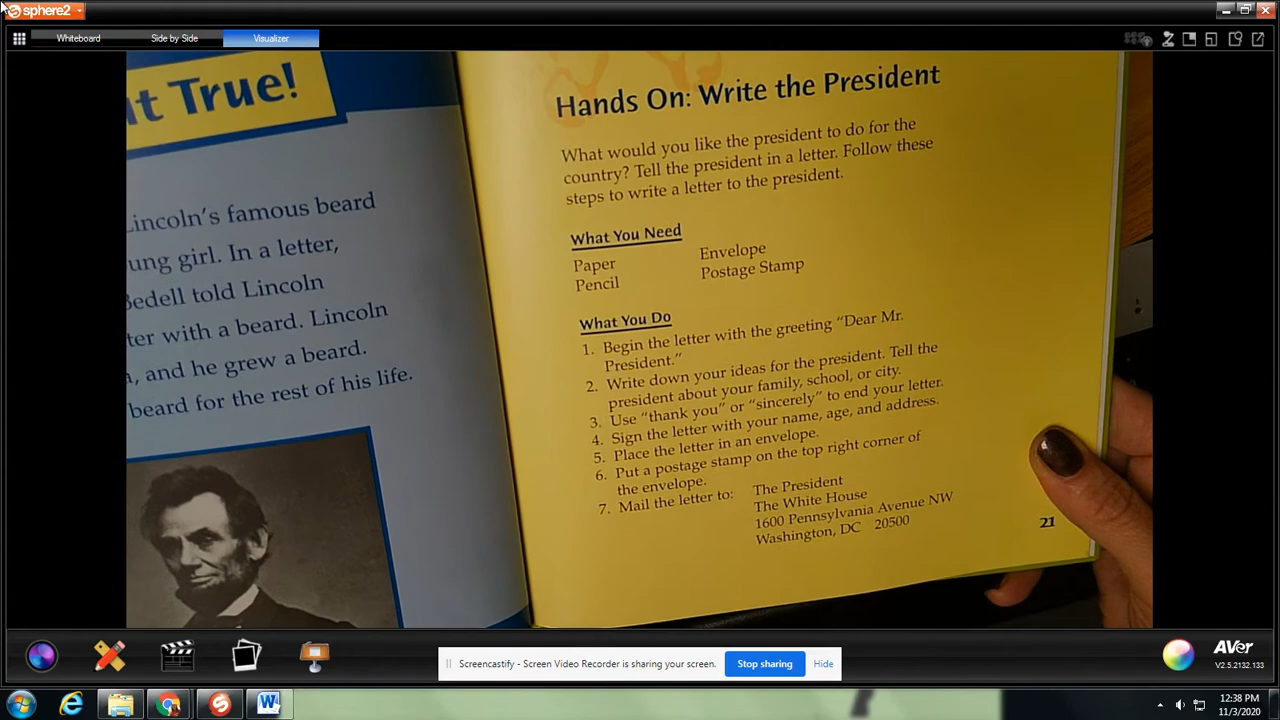 sphere2
Whiteboard
Side by Side
Visualizer
it True!
Lincoln's famous beard
ung girl. In a letter,
Bedell told Lincoln
ter with a beard. Lincoln
a, and he grew a beard.
beard for the rest of his life.
Hands On: Write the President
What would you like the president to do for the
country? Tell the president in a letter. Follow these
steps to write a letter to the president.
What You Need
Paper
Pencil
Envelope
Postage Stamp
What You Do
1. Begin the letter with the greeting “Dear Mr.
President.”
2. Write down your ideas for the president. Tell the
president about your family, school, or city.
3. Use “thank you” or “sincerely” to end your letter.
4. Sign the letter with your name, age, and address.
5. Place the letter in an envelope.
6. Put a postage stamp on the top right corner of
the envelope.
7. Mail the letter to:
The President
The White House
1600 Pennsylvania Avenue NW
Washington, DC 20500
21
Screencastify - Screen Video Recorder is sharing your screen.
Stop sharing
Hide
AVer
V2.5.2132.133
12:38 PM
11/3/2020